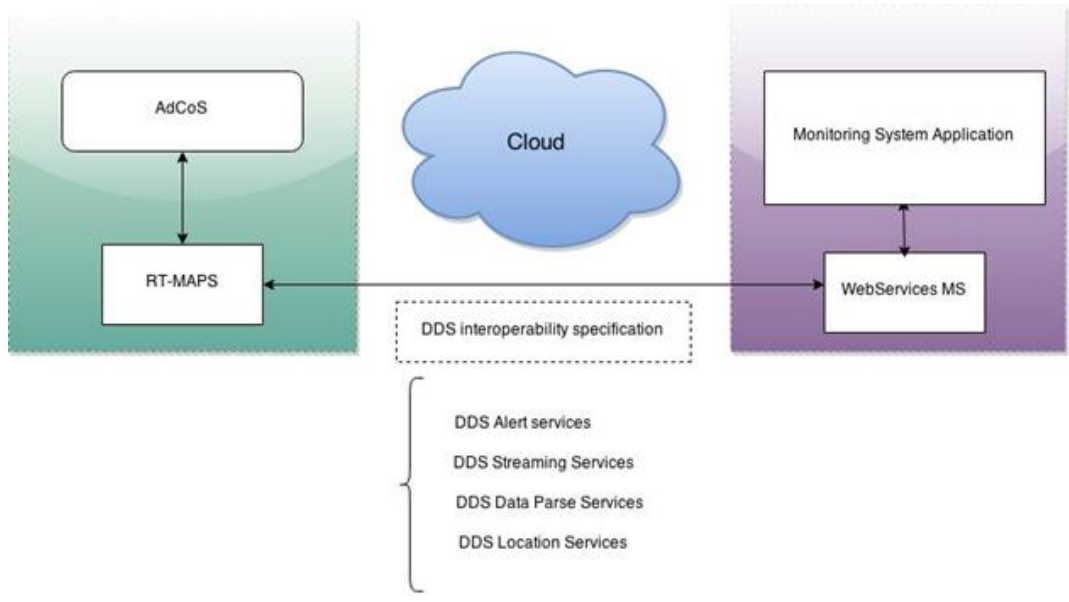 AdCoS
RT-MAPS
Cloud
Monitoring System Application
WebServices MS
DDS interoperability specification
DDS Alert services
DDS Streaming Services
DDS Data Parse Services
DDS Location Services